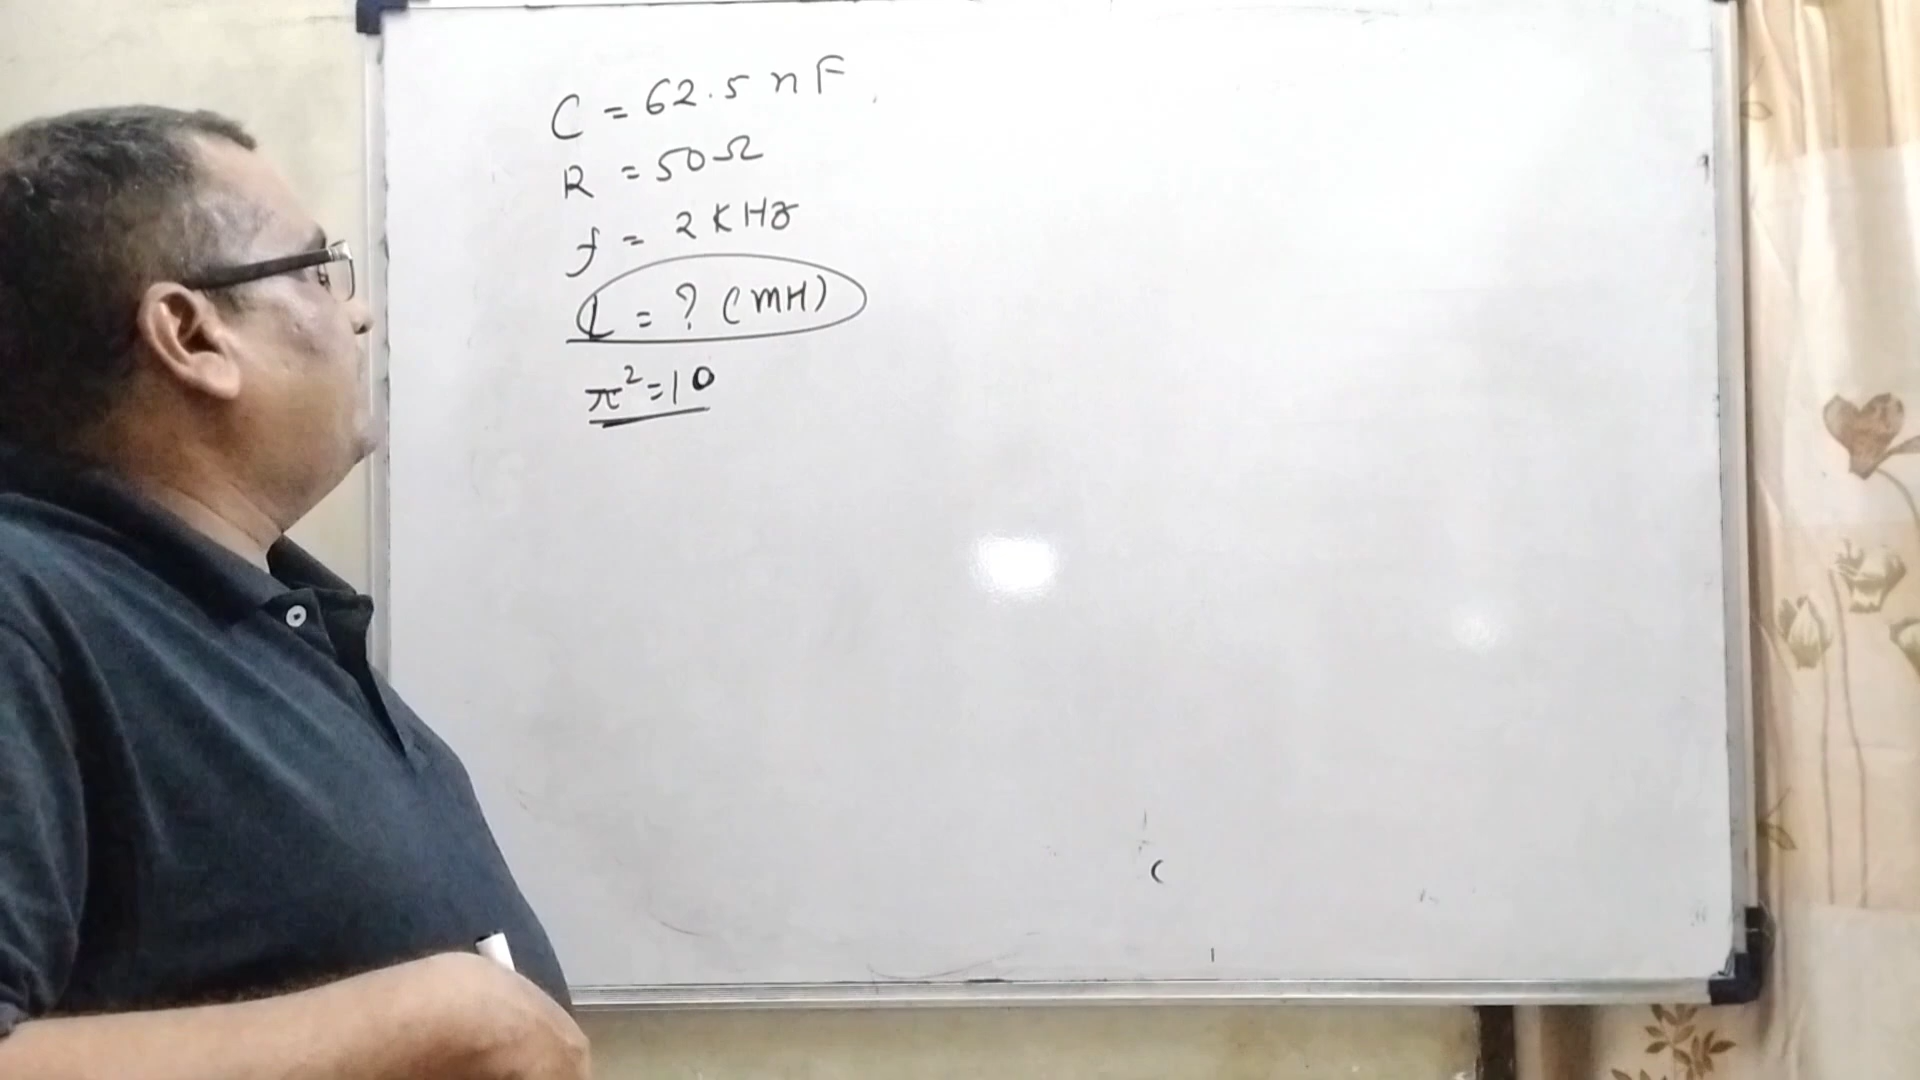 C = 62.5 nF
R = 50Ω
f = 2 KHz
L = ? (mH)
π²=10